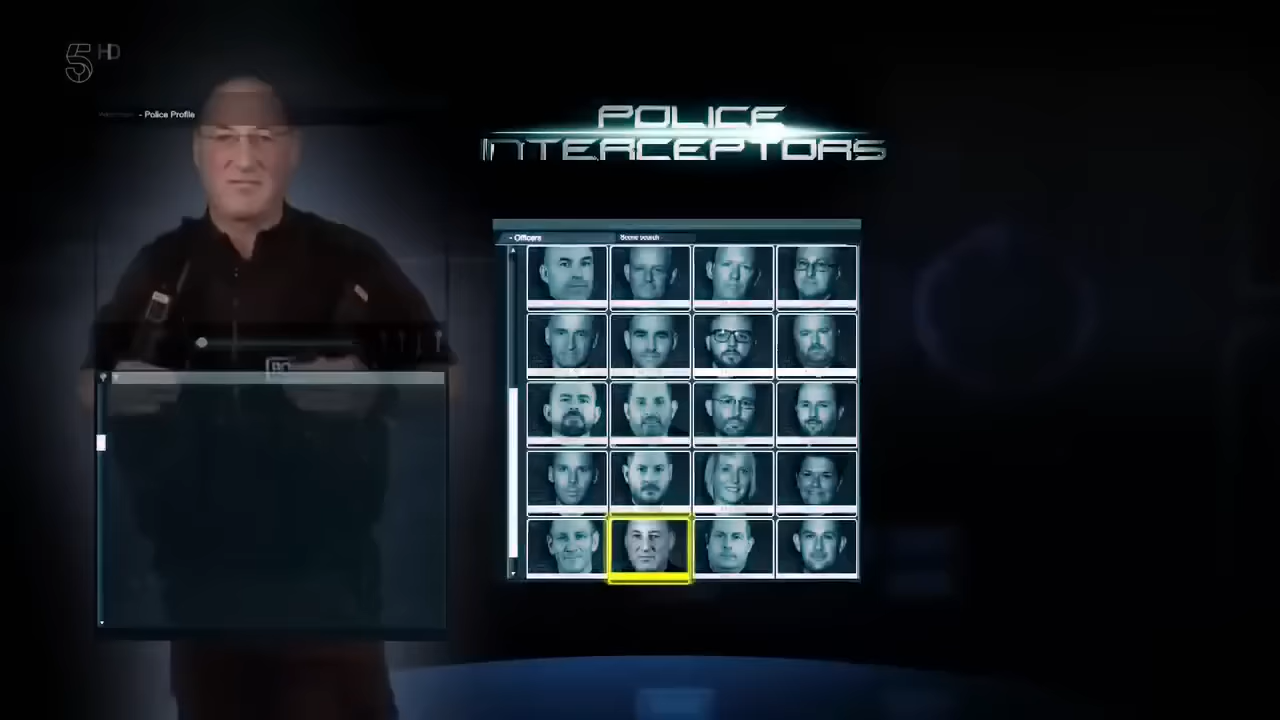 5 HD
- Police Profile
POLICE
INTERCEPTORS
- Officers
Scene search